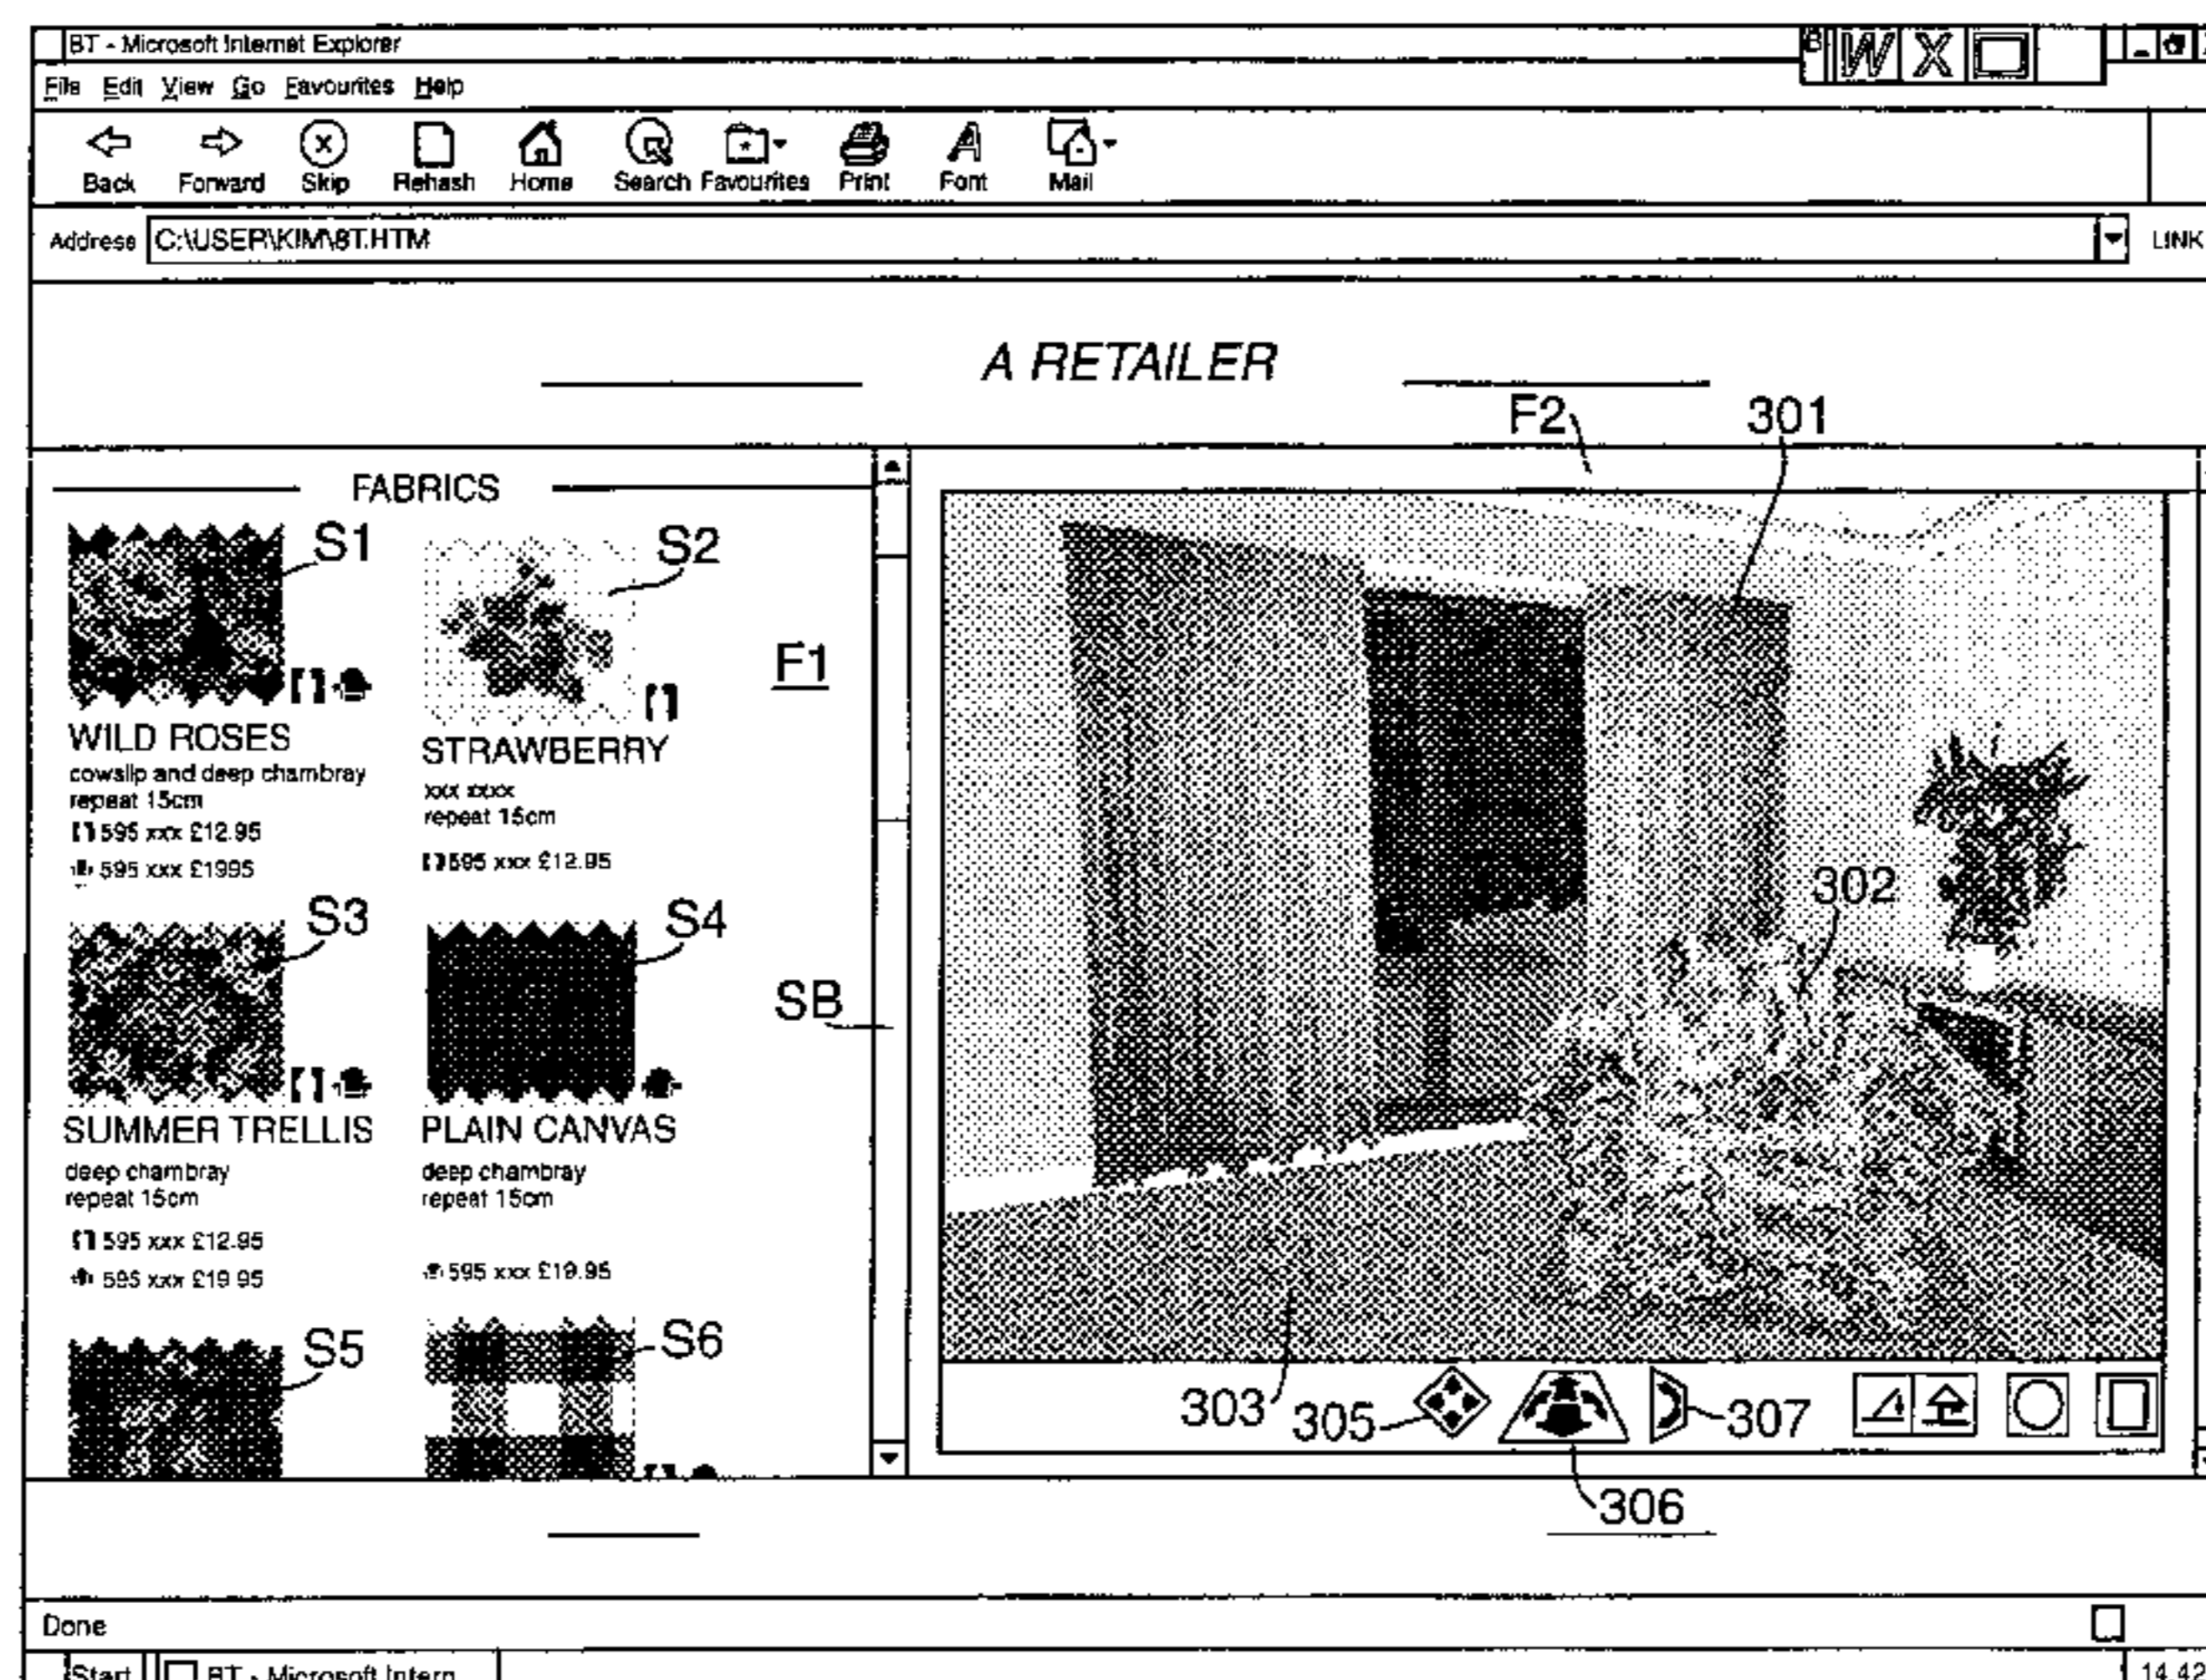 BT - Microsoft Internet Explorer
W X
File Edit View Go Favourites Help
Back Forward Skip Rehash Home Search Favourites Print Font Mail
Address C:\USER\KIM\8T.HTM LINK
A RETAILER
F2 301
FABRICS
S1 S2
F1
WILD ROSES
cowslip and deep chambray
repeat 15cm
595 xxx £12.95
595 xxx £1995
STRAWBERRY
xxx xxxx
repeat 15cm
595 xxx £12.95
S3 S4
SB
302
SUMMER TRELLIS
deep chambray
repeat 15cm
595 xxx £12.95
595 xxx £19 95
PLAIN CANVAS
deep chambray
repeat 15cm
595 xxx £19.95
S5 S6
303 305 307
306
Done
Start BT - Microsoft Intern 14.42